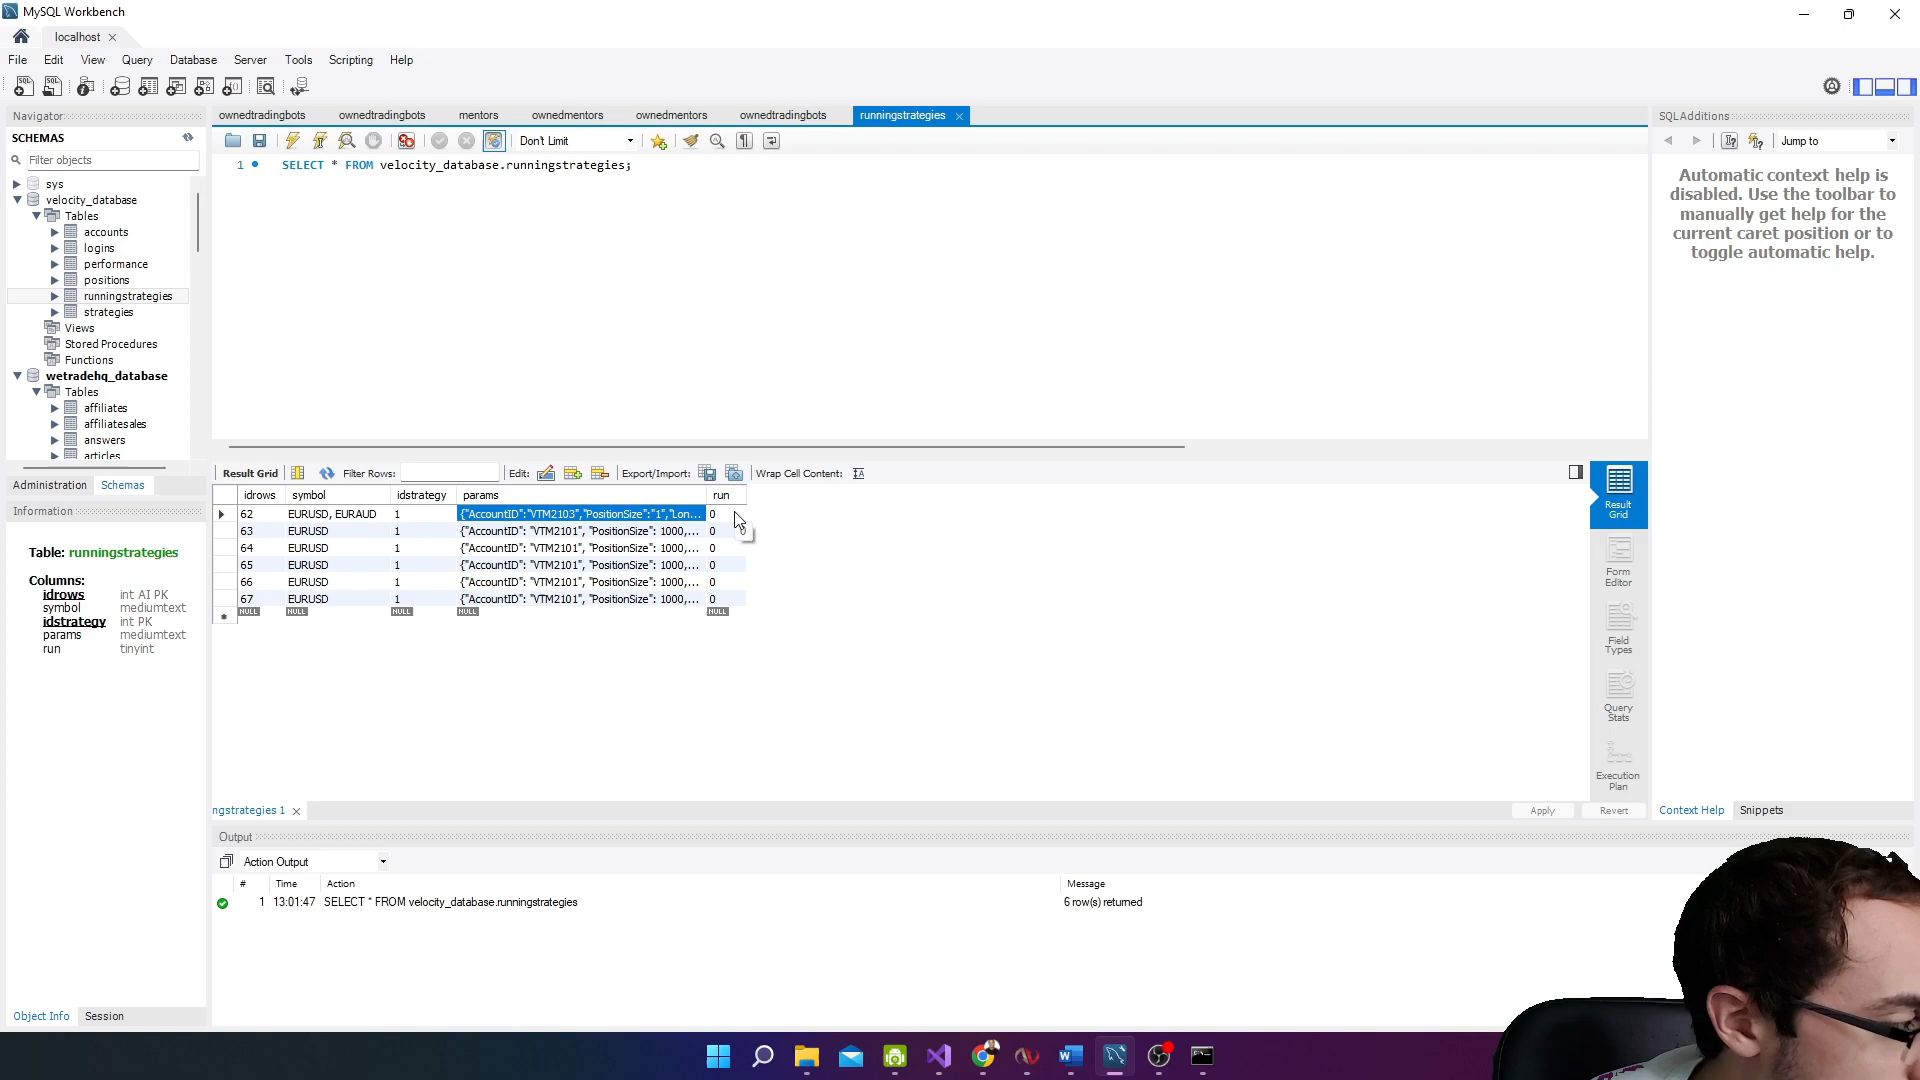 MySQL Workbench
localhost
File Edit View Query Database Server Tools Scripting Help
Navigator
SCHEMAS
Filter objects
sys
velocity_database
Tables
accounts
logins
performance
positions
runningstrategies
strategies
Views
Stored Procedures
Functions
wetradehq_database
Tables
affiliates
affiliatesales
answers
articles
Administration Schemas
Information
Table: runningstrategies
Columns:
idrows int AI PK
symbol mediumtext
idstrategy int PK
params mediumtext
run tinyint
Object Info Session
ownedtradingbots ownedtradingbots mentors ownedmentors ownedmentors ownedtradingbots runningstrategies
Don't Limit
1 SELECT * FROM velocity_database.runningstrategies;
Result Grid Filter Rows: Edit: Export/Import: Wrap Cell Content:
idrows symbol idstrategy params run
62 EURUSD, EURAUD 1 {"AccountID":"VTM2103","PositionSize":"1","Lon... 0
63 EURUSD 1 {"AccountID": "VTM2101", "PositionSize": 1000,... 0
64 EURUSD 1 {"AccountID": "VTM2101", "PositionSize": 1000,... 0
65 EURUSD 1 {"AccountID": "VTM2101", "PositionSize": 1000,... 0
66 EURUSD 1 {"AccountID": "VTM2101", "PositionSize": 1000,... 0
67 EURUSD 1 {"AccountID": "VTM2101", "PositionSize": 1000,... 0
NULL NULL NULL NULL NULL
Result
Grid
Form
Editor
Field
Types
Query
Stats
Execution
Plan
ngstrategies 1
Apply Revert
Output
Action Output
# Time Action Message
1 13:01:47 SELECT * FROM velocity_database.runningstrategies 6 row(s) returned
SQLAdditions
Jump to
Automatic context help is
disabled. Use the toolbar to
manually get help for the
current caret position or to
toggle automatic help.
Context Help Snippets